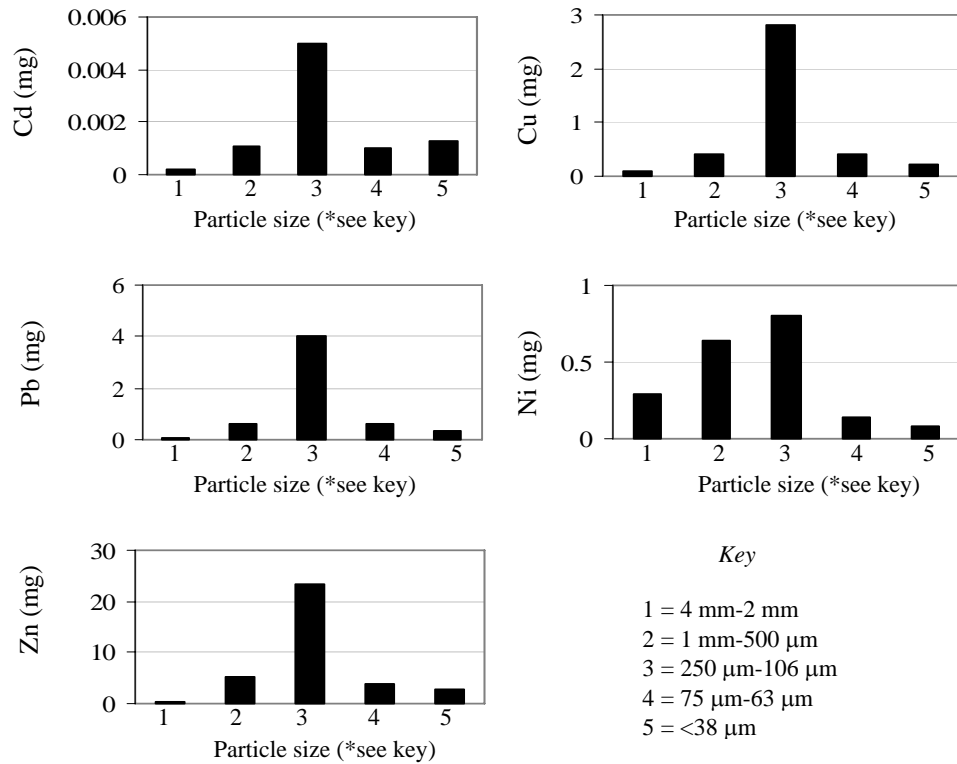 Cd (mg)
0.006
0.004
0.002
0
1 2 3 4 5
Particle size (*see key)
Cu (mg)
3
2
1
0
1 2 3 4 5
Particle size (*see key)
Pb (mg)
6
4
2
0
1 2 3 4 5
Particle size (*see key)
Ni (mg)
1
0.5
0
1 2 3 4 5
Particle size (*see key)
Zn (mg)
30
20
10
0
1 2 3 4 5
Particle size (*see key)
Key
1 = 4 mm-2 mm
2 = 1 mm-500 μm
3 = 250 μm-106 μm
4 = 75 μm-63 μm
5 = <38 μm